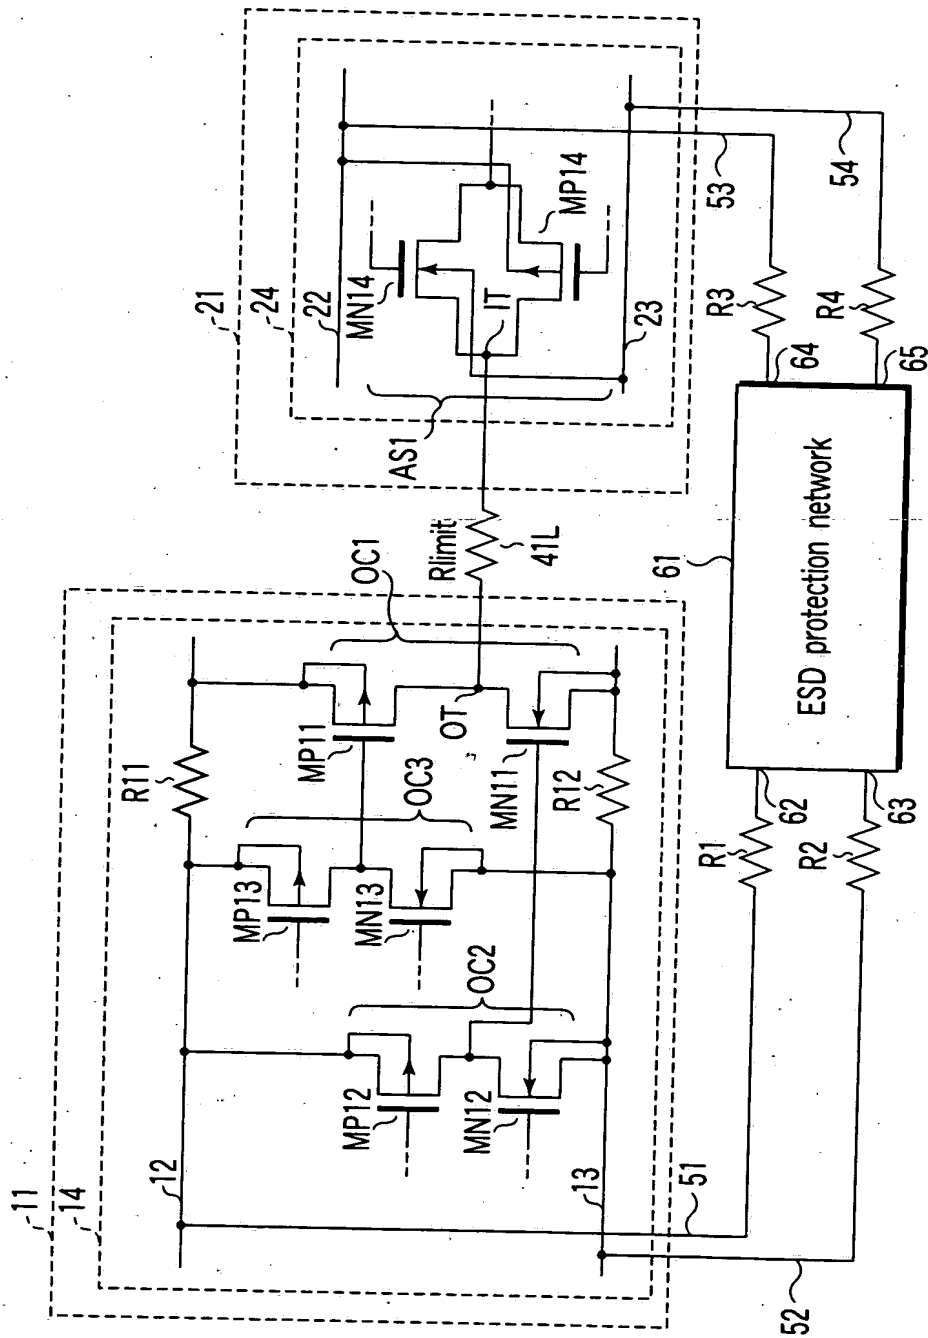 11
14
12
R11
MP13
MN13
OC3
MP11
OC1
OT
MN11
R12
MP12
MN12
OC2
13
51
52
Rlimit
41L
21
24
22
MN14
IT
MP14
AS1
23
53
54
R3
R4
64
65
61
ESD protection network
62
63
R1
R2